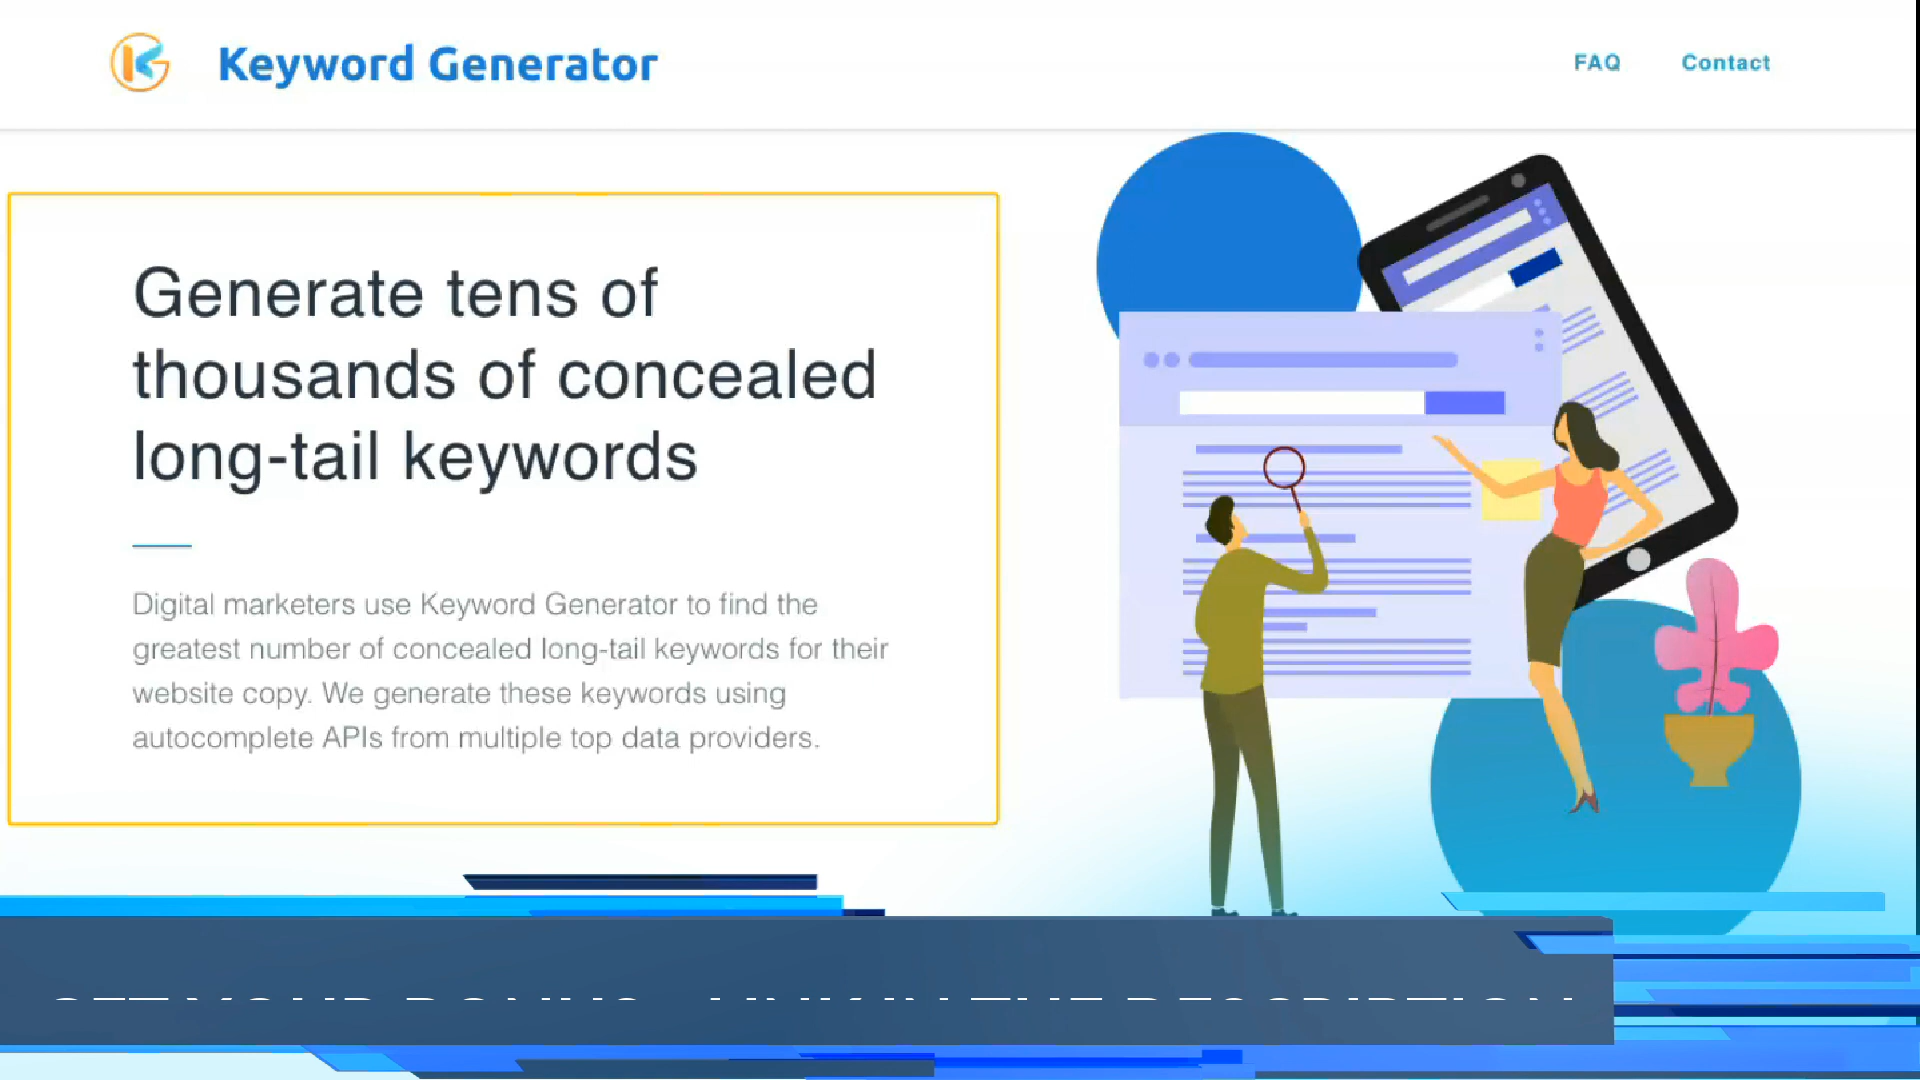 Keyword Generator
FAQ
Contact
Generate tens of
thousands of concealed
long-tail keywords
Digital marketers use Keyword Generator to find the
greatest number of concealed long-tail keywords for their
website copy. We generate these keywords using
autocomplete APIs from multiple top data providers.